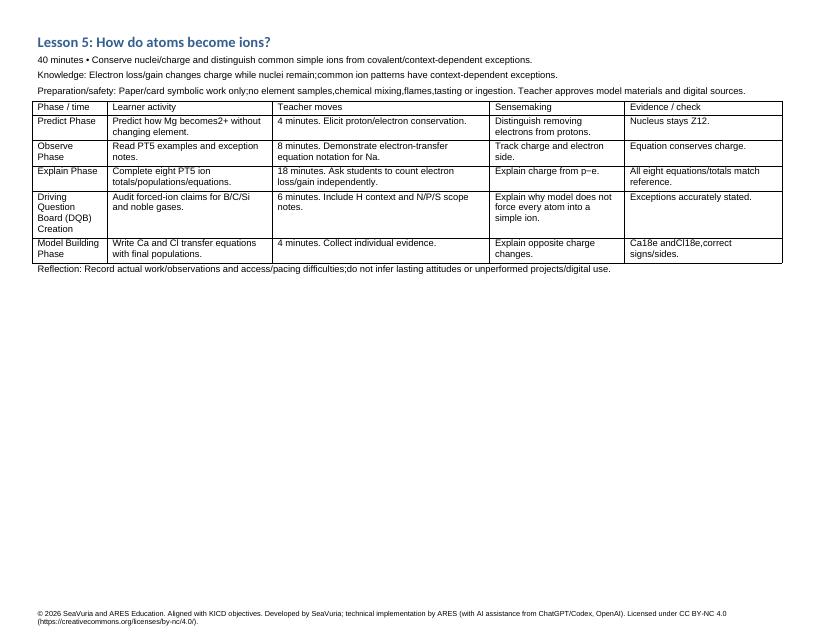 Lesson 5: How do atoms become ions?
40 minutes • Conserve nuclei/charge and distinguish common simple ions from covalent/context-dependent exceptions.
Knowledge: Electron loss/gain changes charge while nuclei remain;common ion patterns have context-dependent exceptions.
Preparation/safety: Paper/card symbolic work only;no element samples,chemical mixing,flames,tasting or ingestion. Teacher approves model materials and digital sources.
Phase / time
Learner activity
Teacher moves
Sensemaking
Evidence / check
Predict Phase
Predict how Mg becomes2+ without
changing element.
4 minutes. Elicit proton/electron conservation.
Distinguish removing
electrons from protons.
Nucleus stays Z12.
Observe
Phase
Read PT5 examples and exception
notes.
8 minutes. Demonstrate electron-transfer
equation notation for Na.
Track charge and electron
side.
Equation conserves charge.
Explain Phase
Complete eight PT5 ion
totals/populations/equations.
18 minutes. Ask students to count electron
loss/gain independently.
Explain charge from p−e.
All eight equations/totals match
reference.
Driving
Question
Board (DQB)
Creation
Audit forced-ion claims for B/C/Si
and noble gases.
6 minutes. Include H context and N/P/S scope
notes.
Explain why model does not
force every atom into a
simple ion.
Exceptions accurately stated.
Model Building
Phase
Write Ca and Cl transfer equations
with final populations.
4 minutes. Collect individual evidence.
Explain opposite charge
changes.
Ca18e andCl18e,correct
signs/sides.
Reflection: Record actual work/observations and access/pacing difficulties;do not infer lasting attitudes or unperformed projects/digital use.
© 2026 SeaVuria and ARES Education. Aligned with KICD objectives. Developed by SeaVuria; technical implementation by ARES (with AI assistance from ChatGPT/Codex, OpenAI). Licensed under CC BY-NC 4.0
(https://creativecommons.org/licenses/by-nc/4.0/).